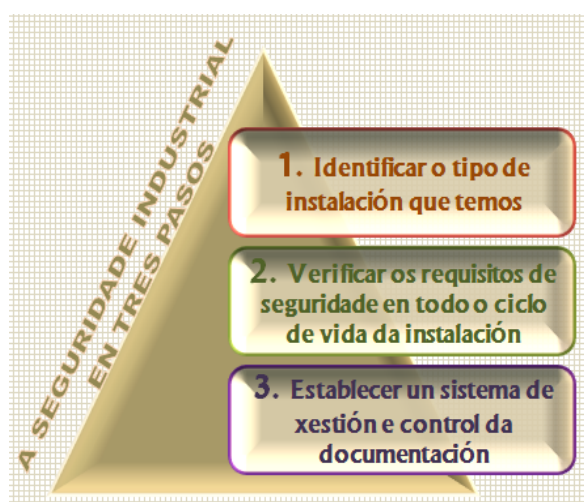 A SEGURIDADE INDUSTRIAL
EN TRES PASOS
1. Identificar o tipo de
instalación que temos
2. Verificar os requisitos de
seguridade en todo o ciclo
de vida da instalación
3. Establecer un sistema de
xestión e control da
documentación